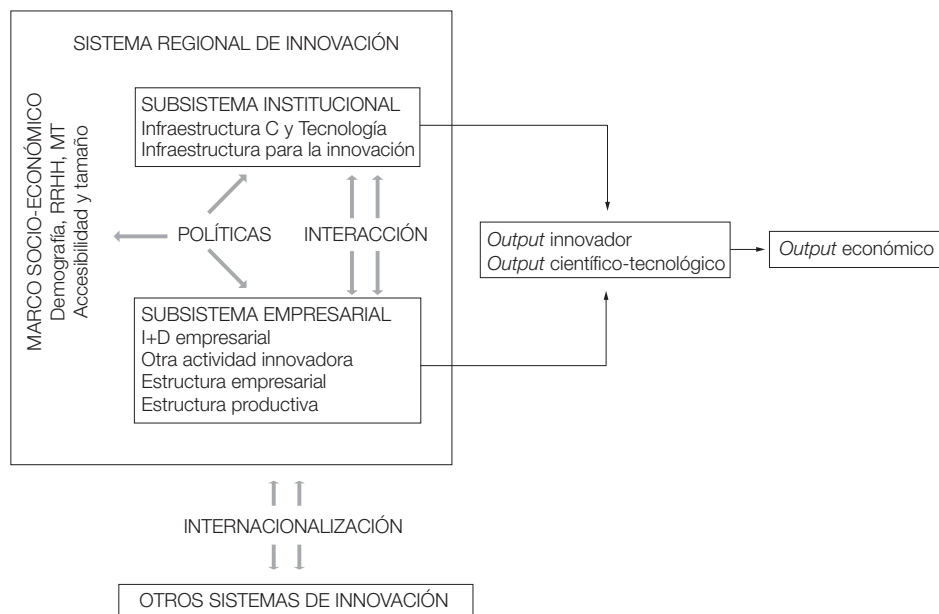 SISTEMA REGIONAL DE INNOVACIÓN
MARCO SOCIO-ECONÓMICO
Demografía, RRHH, MT
Accesibilidad y tamaño
SUBSISTEMA INSTITUCIONAL
Infraestructura C y Tecnología
Infraestructura para la innovación
POLÍTICAS
INTERACCIÓN
SUBSISTEMA EMPRESARIAL
I+D empresarial
Otra actividad innovadora
Estructura empresarial
Estructura productiva
Output innovador
Output científico-tecnológico
Output económico
INTERNACIONALIZACIÓN
OTROS SISTEMAS DE INNOVACIÓN